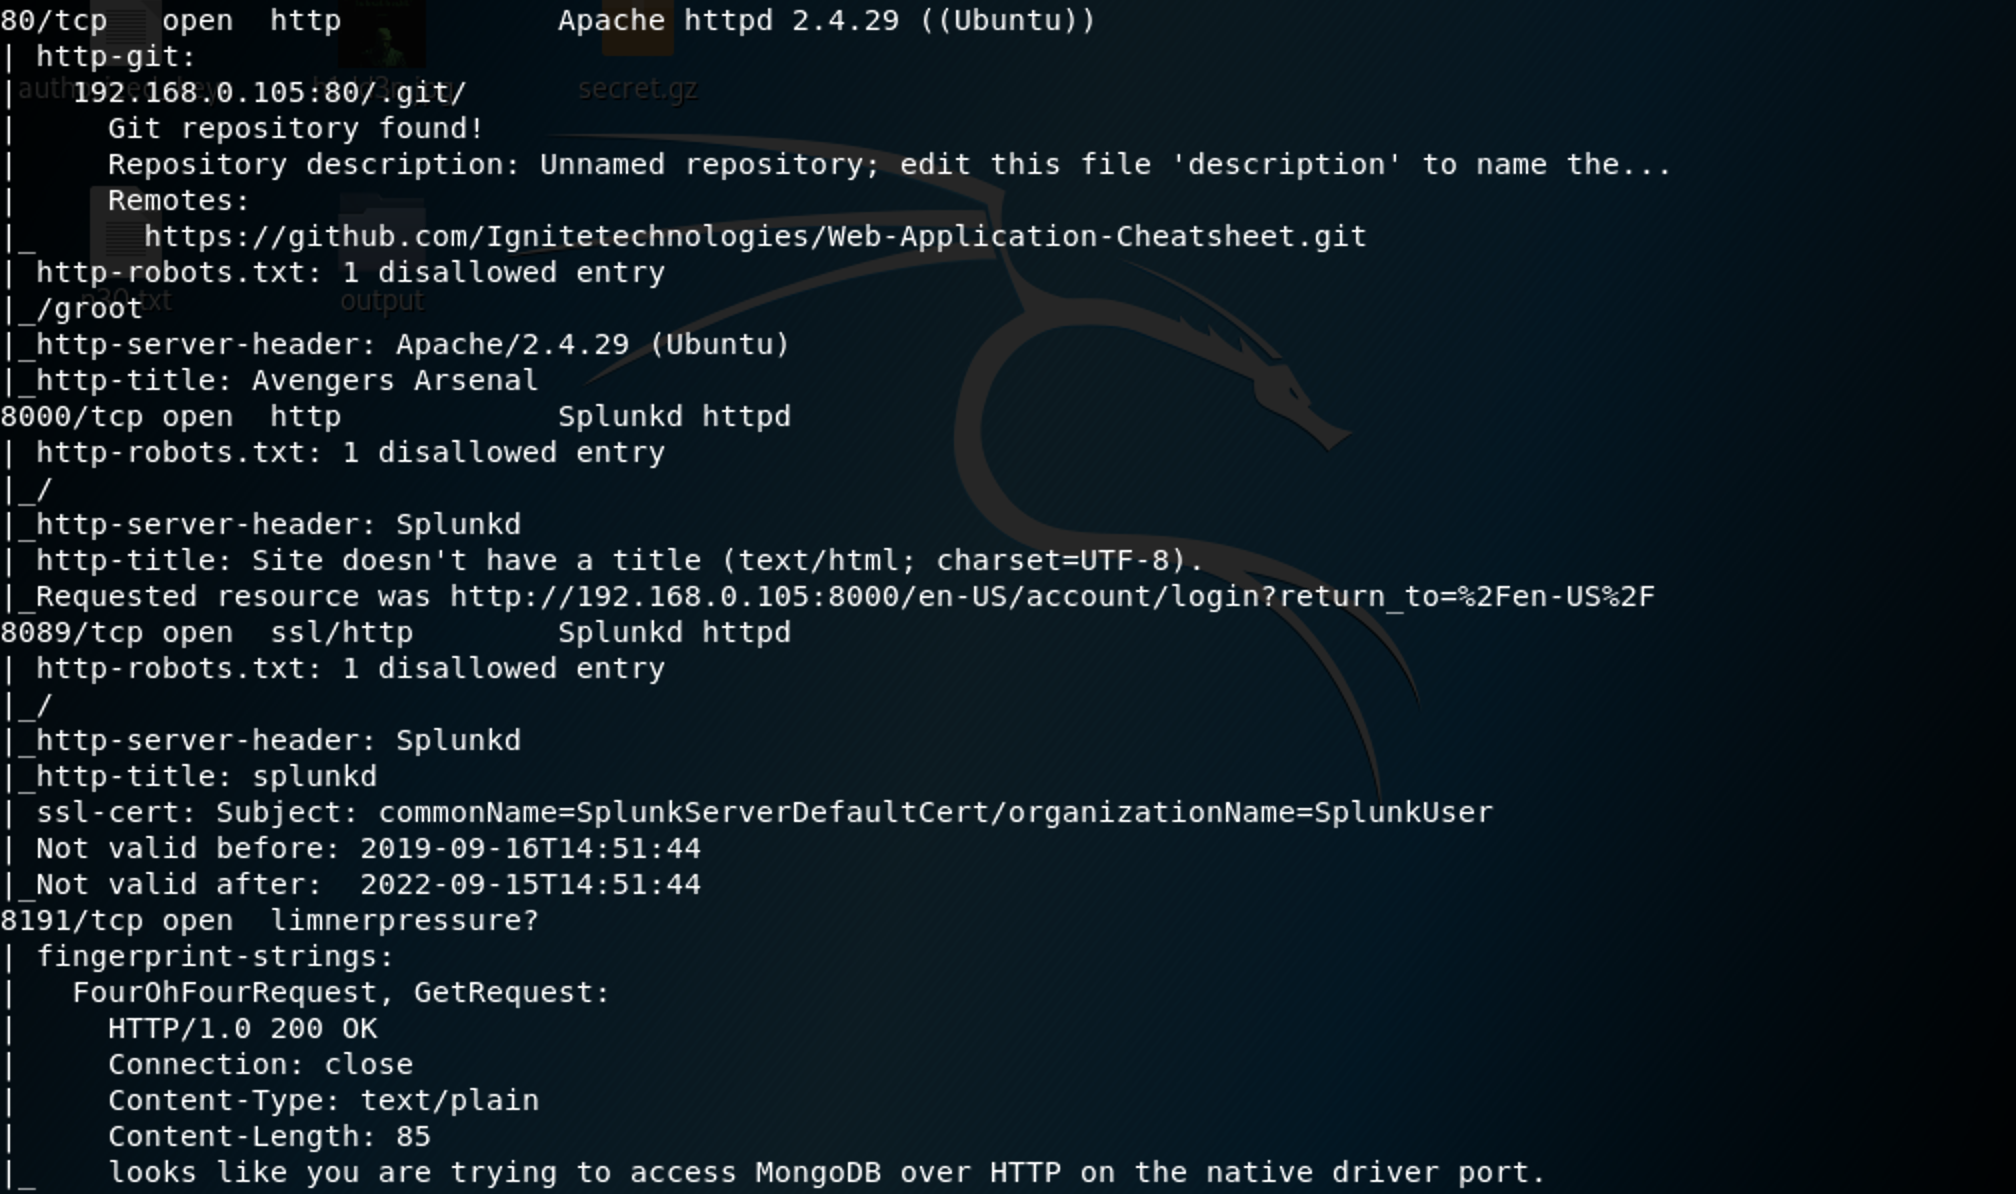 80/tcp   open  http            Apache httpd 2.4.29 ((Ubuntu))
| http-git:
|   192.168.0.105:80/.git/
|     Git repository found!
|     Repository description: Unnamed repository; edit this file 'description' to name the...
|     Remotes:
|_      https://github.com/Ignitetechnologies/Web-Application-Cheatsheet.git
| http-robots.txt: 1 disallowed entry
|_/groot
|_http-server-header: Apache/2.4.29 (Ubuntu)
|_http-title: Avengers Arsenal
8000/tcp open  http            Splunkd httpd
| http-robots.txt: 1 disallowed entry
|_/
|_http-server-header: Splunkd
| http-title: Site doesn't have a title (text/html; charset=UTF-8).
|_Requested resource was http://192.168.0.105:8000/en-US/account/login?return_to=%2Fen-US%2F
8089/tcp open  ssl/http        Splunkd httpd
| http-robots.txt: 1 disallowed entry
|_/
|_http-server-header: Splunkd
|_http-title: splunkd
| ssl-cert: Subject: commonName=SplunkServerDefaultCert/organizationName=SplunkUser
| Not valid before: 2019-09-16T14:51:44
|_Not valid after:  2022-09-15T14:51:44
8191/tcp open  limnerpressure?
| fingerprint-strings:
|   FourOhFourRequest, GetRequest:
|     HTTP/1.0 200 OK
|     Connection: close
|     Content-Type: text/plain
|     Content-Length: 85
|_    looks like you are trying to access MongoDB over HTTP on the native driver port.
secret.gz
output